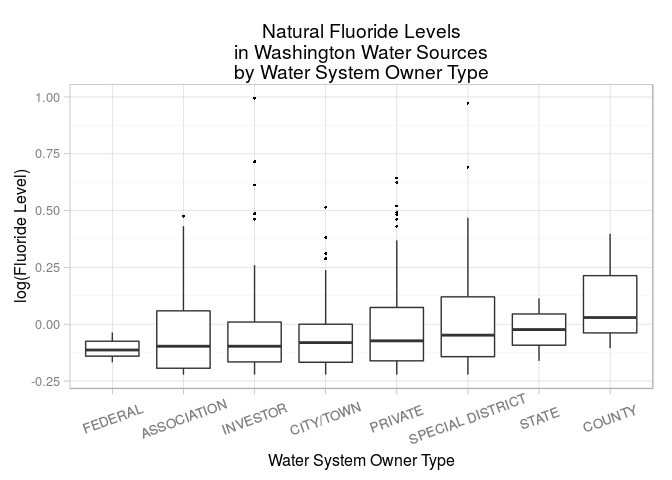 Natural Fluoride Levels
in Washington Water Sources
by Water System Owner Type
log(Fluoride Level)
1.00
0.75
0.50
0.25
0.00
-0.25
FEDERAL
ASSOCIATION
INVESTOR
CITY/TOWN
PRIVATE
SPECIAL DISTRICT
STATE
COUNTY
Water System Owner Type